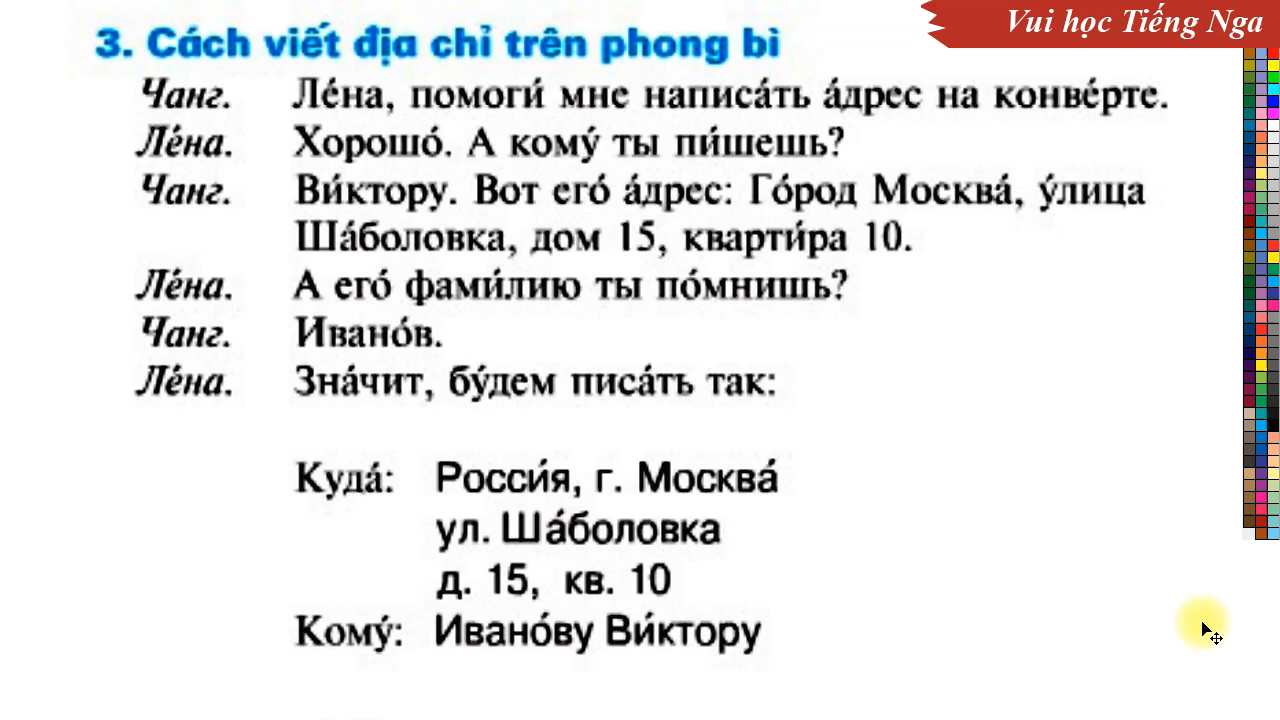 Vui học Tiếng Nga
3. Cách viết địa chỉ trên phong bì
Чанг. Ле́на, помоги́ мне написа́ть а́дрес на конве́рте.
Ле́на. Хорошо́. А кому́ ты пи́шешь?
Чанг. Ви́ктору. Вот его́ а́дрес: Го́род Москва́, у́лица
Ша́боловка, дом 15, кварти́ра 10.
Ле́на. А его́ фами́лию ты по́мнишь?
Чанг. Ивано́в.
Ле́на. Зна́чит, бу́дем писа́ть так:
Куда́: Росси́я, г. Москва́
ул. Ша́боловка
д. 15, кв. 10
Кому́: Ивано́ву Ви́ктору